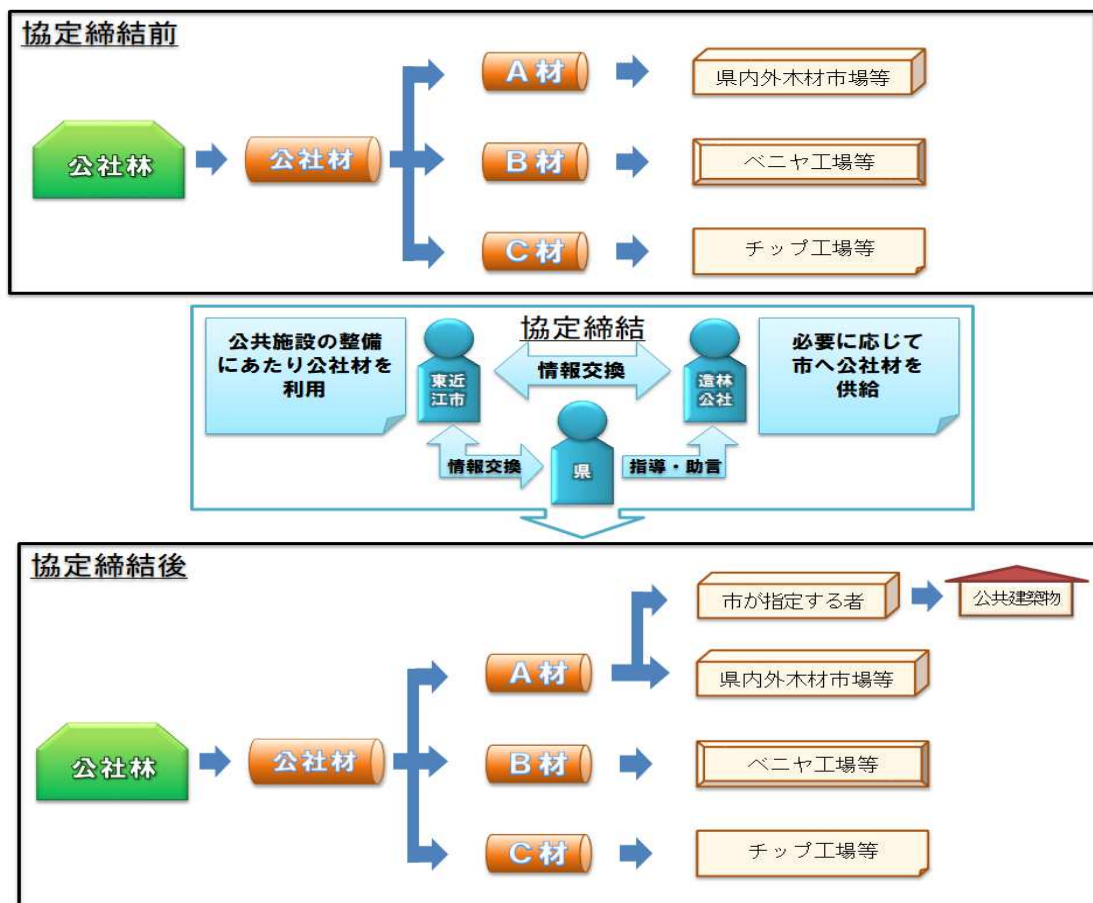 協定締結前
公社林
公社材
A材
県内外木材市場等
B材
ベニヤ工場等
C材
チップ工場等
協定締結
公共施設の整備
にあたり公社材を
利用
東近
江市
情報交換
造林
公社
必要に応じて
市へ公社材を
供給
情報交換
県
指導・助言
協定締結後
市が指定する者
公共建築物
A材
県内外木材市場等
公社林
公社材
B材
ベニヤ工場等
C材
チップ工場等